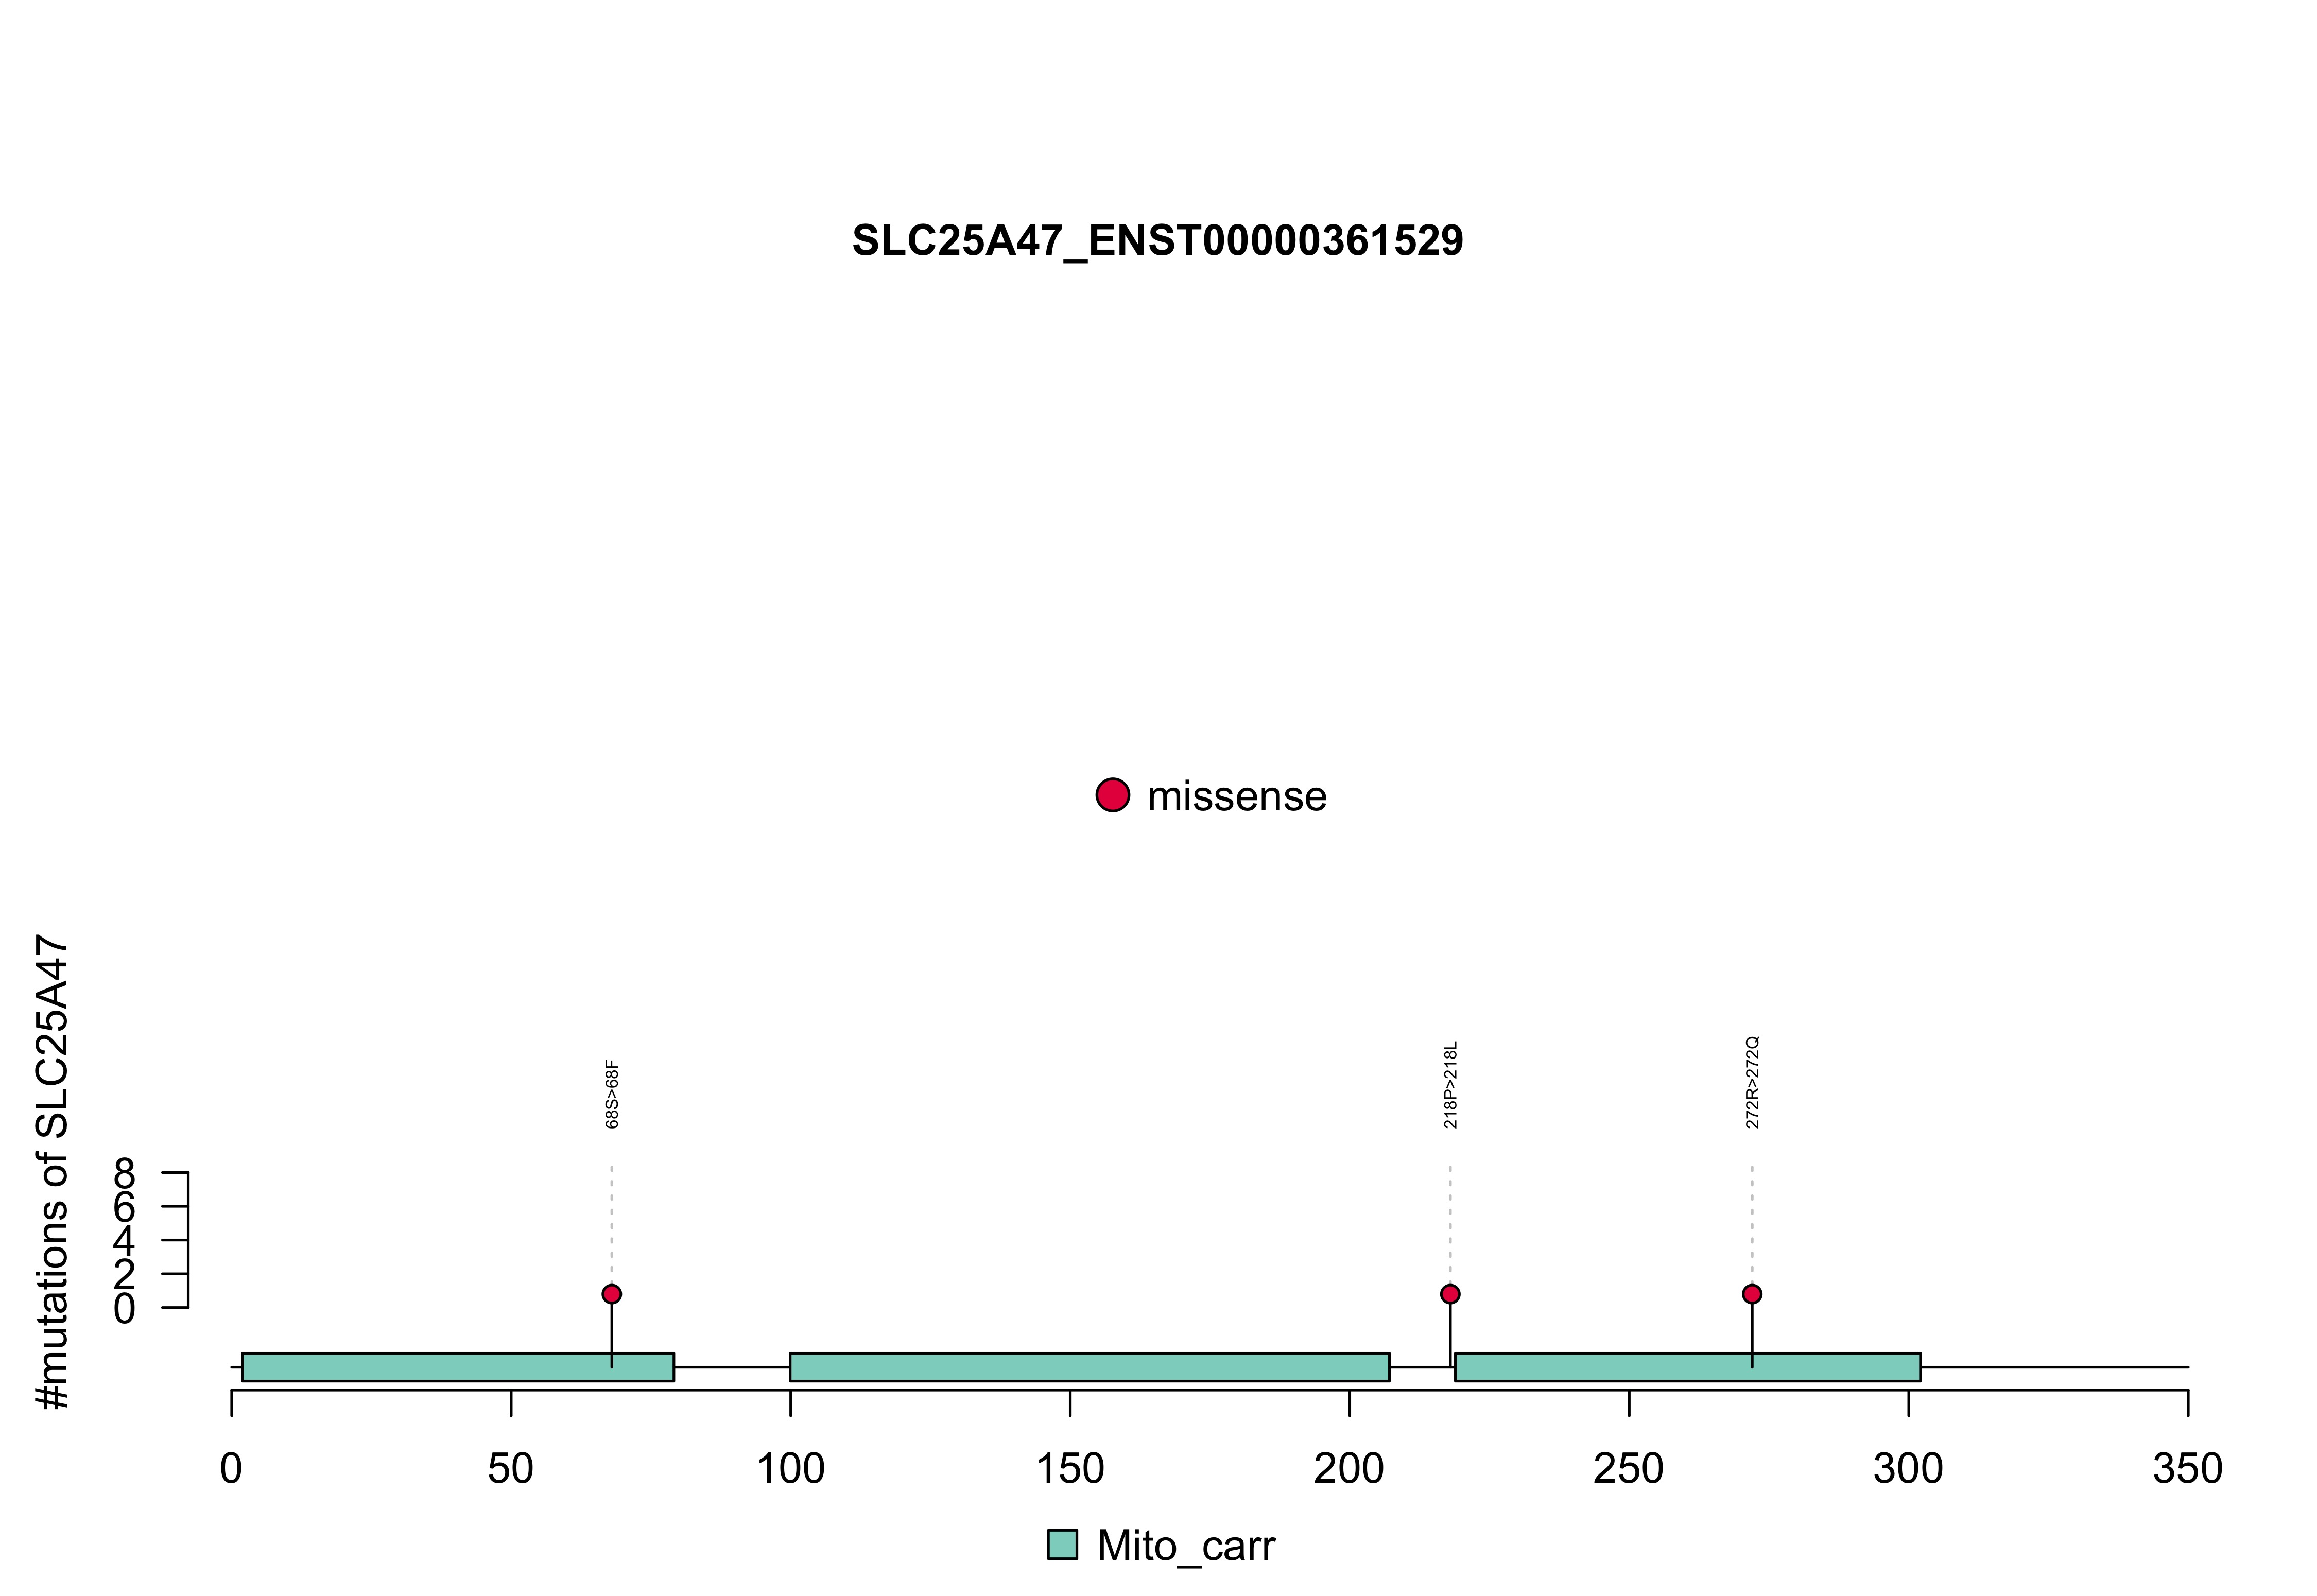 SLC25A47_ENST00000361529
missense
#mutations of SLC25A47
68S>68F
218P>218L
272R>272Q
8
6
4
2
0
0 50 100 150 200 250 300 350
Mito_carr